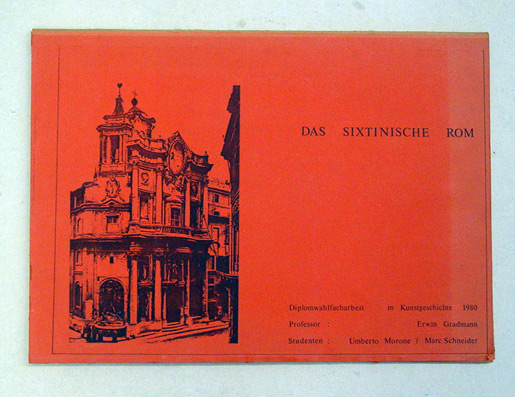 DAS SIXTINISCHE ROM
Diplomwahlfacharbeit in Kunstgeschichte 1980
Professor : Erwin Gradmann
Studenten : Umberto Morone / Marc Schneider